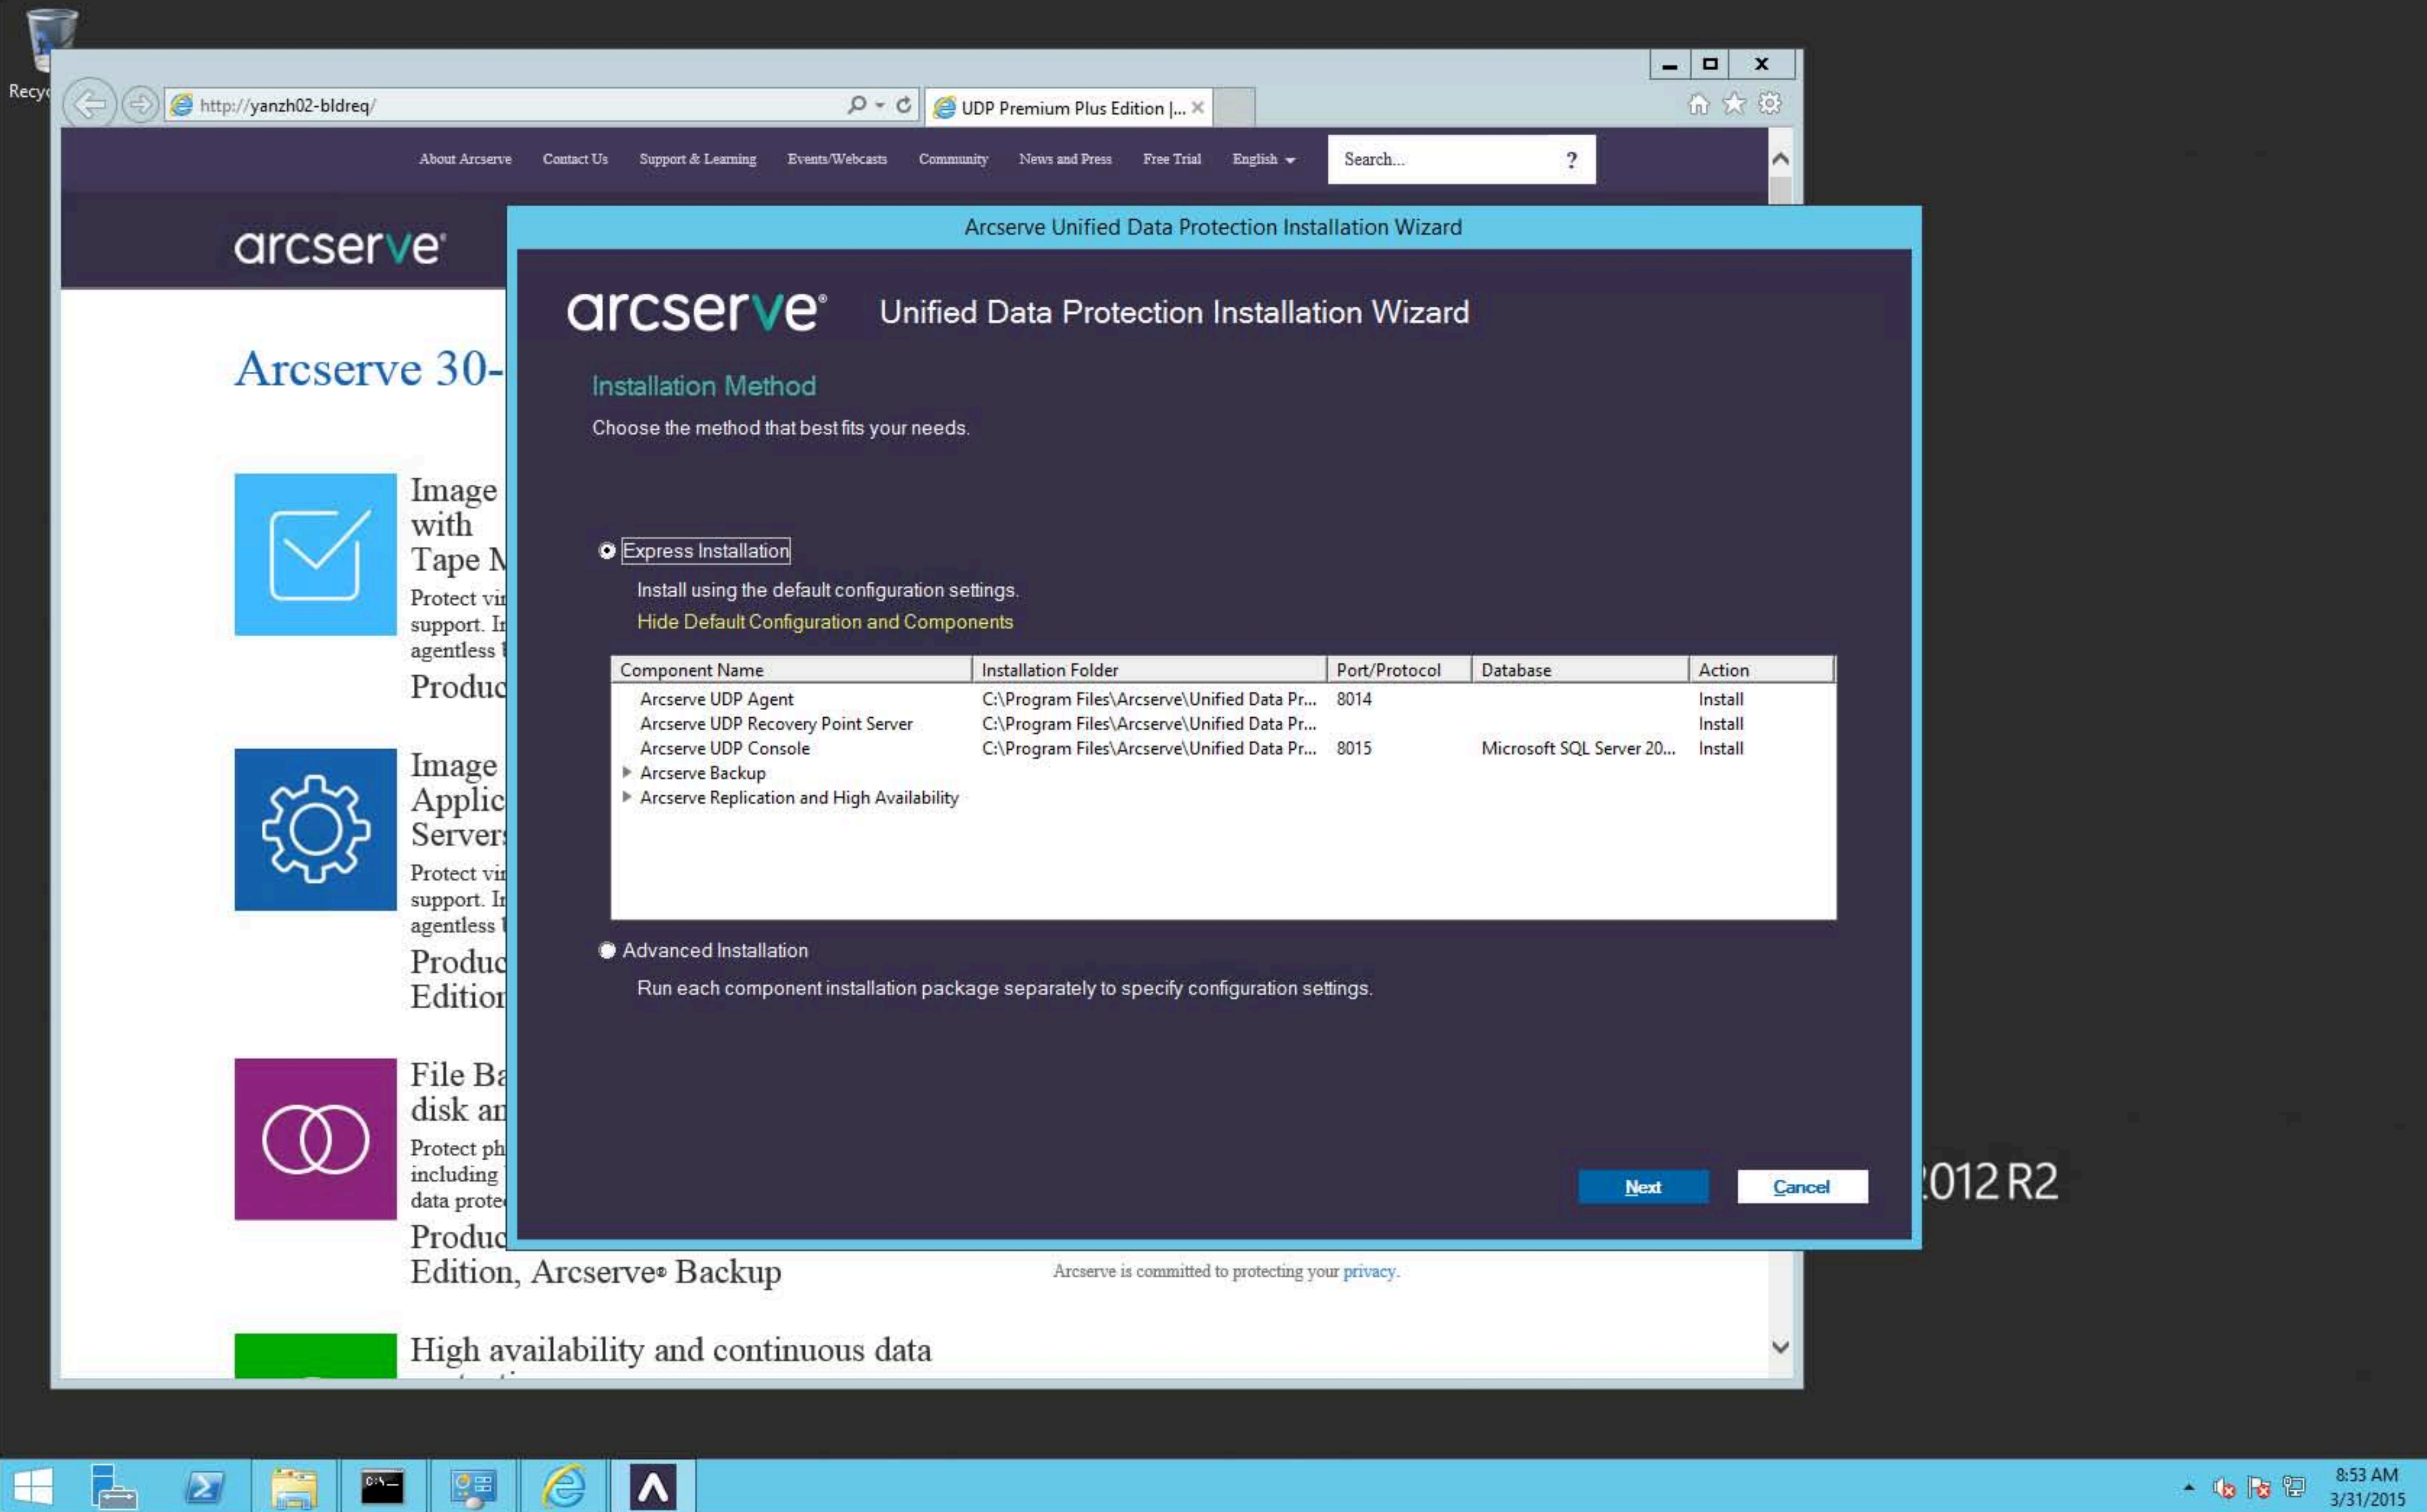 Recyc
http://yanzh02-bldreq/
UDP Premium Plus Edition |...
About Arcserve Contact Us Support & Learning Events/Webcasts Community News and Press Free Trial English
Search... ?
arcserve
Arcserve 30-
Image
with
Tape M
Protect vir
support. In
agentless
Produc
Image
Applic
Servers
Protect vir
support. In
agentless
Produc
Edition
File Ba
disk an
Protect ph
including
data prote
Produc
Edition, Arcserve® Backup
High availability and continuous data
Arcserve is committed to protecting your privacy.
Arcserve Unified Data Protection Installation Wizard
arcserve® Unified Data Protection Installation Wizard
Installation Method
Choose the method that best fits your needs.
Express Installation
Install using the default configuration settings.
Hide Default Configuration and Components
Component Name Installation Folder Port/Protocol Database Action
Arcserve UDP Agent C:\Program Files\Arcserve\Unified Data Pr... 8014 Install
Arcserve UDP Recovery Point Server C:\Program Files\Arcserve\Unified Data Pr... Install
Arcserve UDP Console C:\Program Files\Arcserve\Unified Data Pr... 8015 Microsoft SQL Server 20... Install
Arcserve Backup
Arcserve Replication and High Availability
Advanced Installation
Run each component installation package separately to specify configuration settings.
Next Cancel
2012 R2
C:\_
8:53 AM
3/31/2015